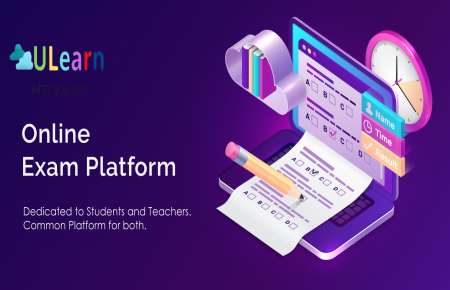 ULearn
Online
Exam Platform
Dedicated to Students and Teachers.
Common Platform for both.
A B C
A B C
Name
Time
Result
A B C
A B C
A B C